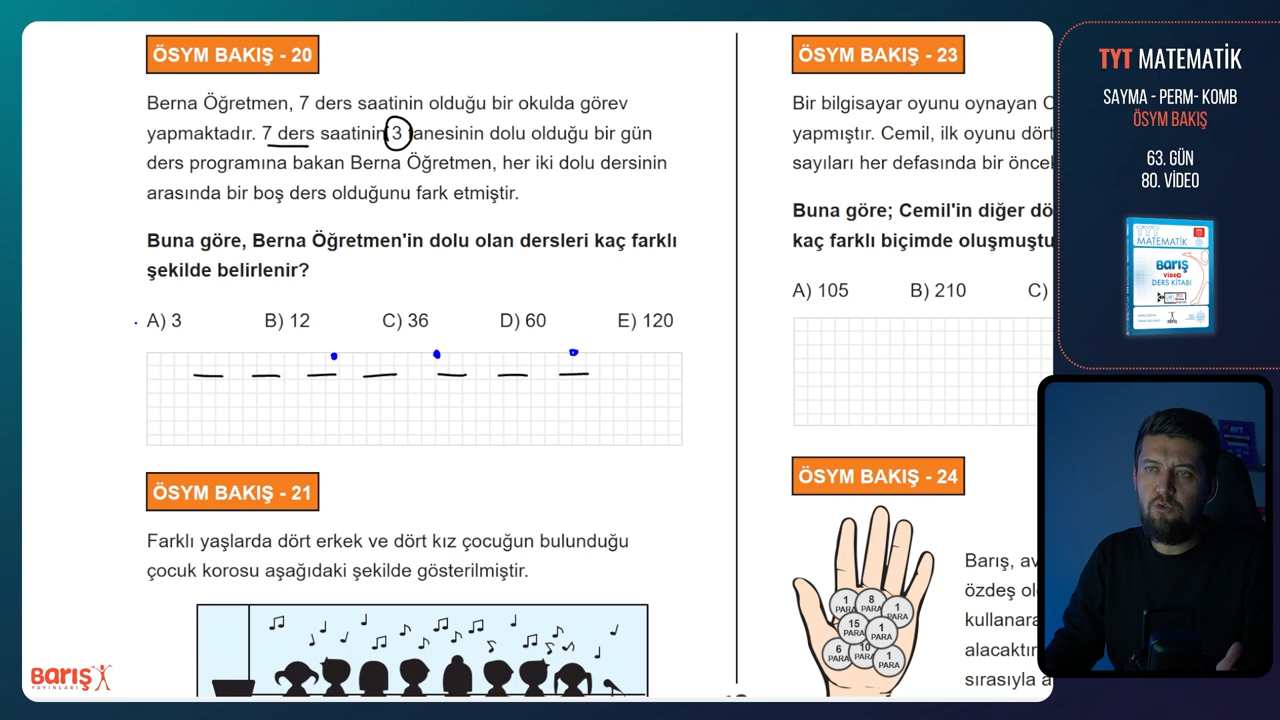 ÖSYM BAKIŞ - 20
Berna Öğretmen, 7 ders saatinin olduğu bir okulda görev
yapmaktadır. 7 ders saatinin 3 tanesinin dolu olduğu bir gün
ders programına bakan Berna Öğretmen, her iki dolu dersinin
arasında bir boş ders olduğunu fark etmiştir.
Buna göre, Berna Öğretmen'in dolu olan dersleri kaç farklı
şekilde belirlenir?
A) 3 B) 12 C) 36 D) 60 E) 120
ÖSYM BAKIŞ - 21
Farklı yaşlarda dört erkek ve dört kız çocuğun bulunduğu
çocuk korosu aşağıdaki şekilde gösterilmiştir.
BARIŞ
YAYINLARI
ÖSYM BAKIŞ - 23
Bir bilgisayar oyunu oynayan
yapmıştır. Cemil, ilk oyunu dört
sayıları her defasında bir önce
Buna göre; Cemil'in diğer dö
kaç farklı biçimde oluşmuştu
A) 105 B) 210 C)
ÖSYM BAKIŞ - 24
1 PARA
8 PARA
1 PARA
15 PARA
1 PARA
6 PARA
10 PARA
1 PARA
Barış, av
özdeş ol
kullanara
alacaktır
sırasıyla a
TYT MATEMATİK
SAYMA - PERM- KOMB
ÖSYM BAKIŞ
63. GÜN
80. VİDEO
TYT
MATEMATİK
BARIŞ
VİDEO
DERS KİTABI